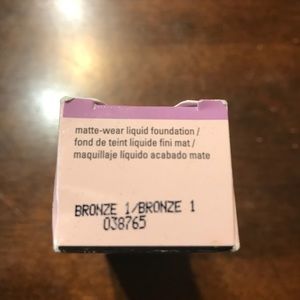 matte-wear liquid foundation /
fond de teint liquide fini mat /
maquillaje líquido acabado mate
BRONZE 1/BRONZE 1
038765